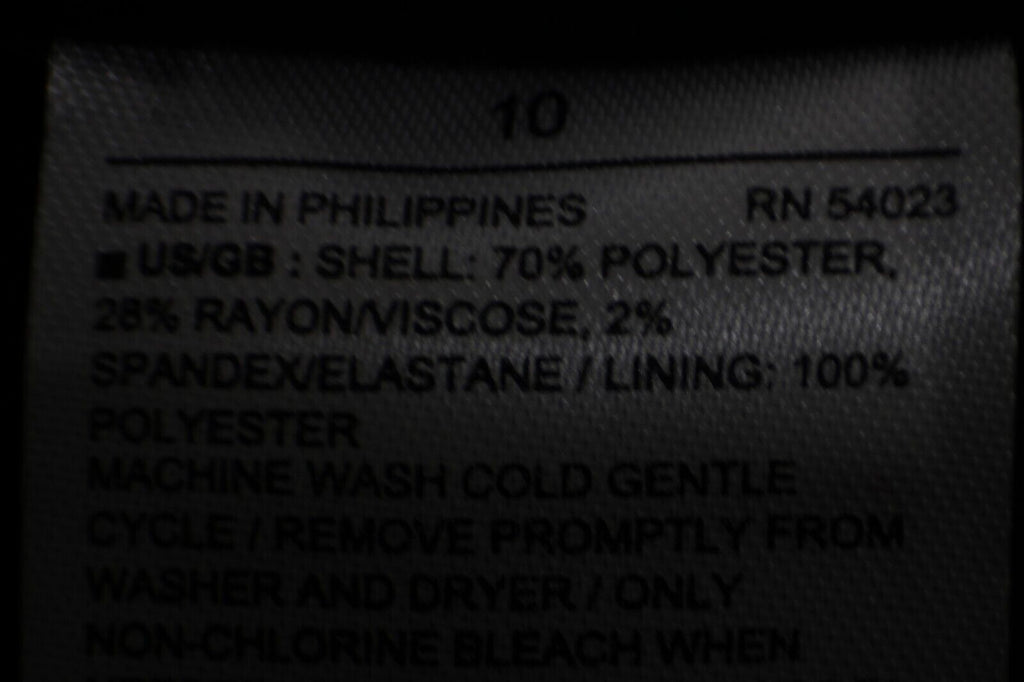 10
MADE IN PHILIPPINES RN 54023
■ US/GB : SHELL: 70% POLYESTER,
28% RAYON/VISCOSE, 2%
SPANDEX/ELASTANE / LINING: 100%
POLYESTER
MACHINE WASH COLD GENTLE
CYCLE / REMOVE PROMPTLY FROM
WASHER AND DRYER / ONLY
NON-CHLORINE BLEACH WHEN